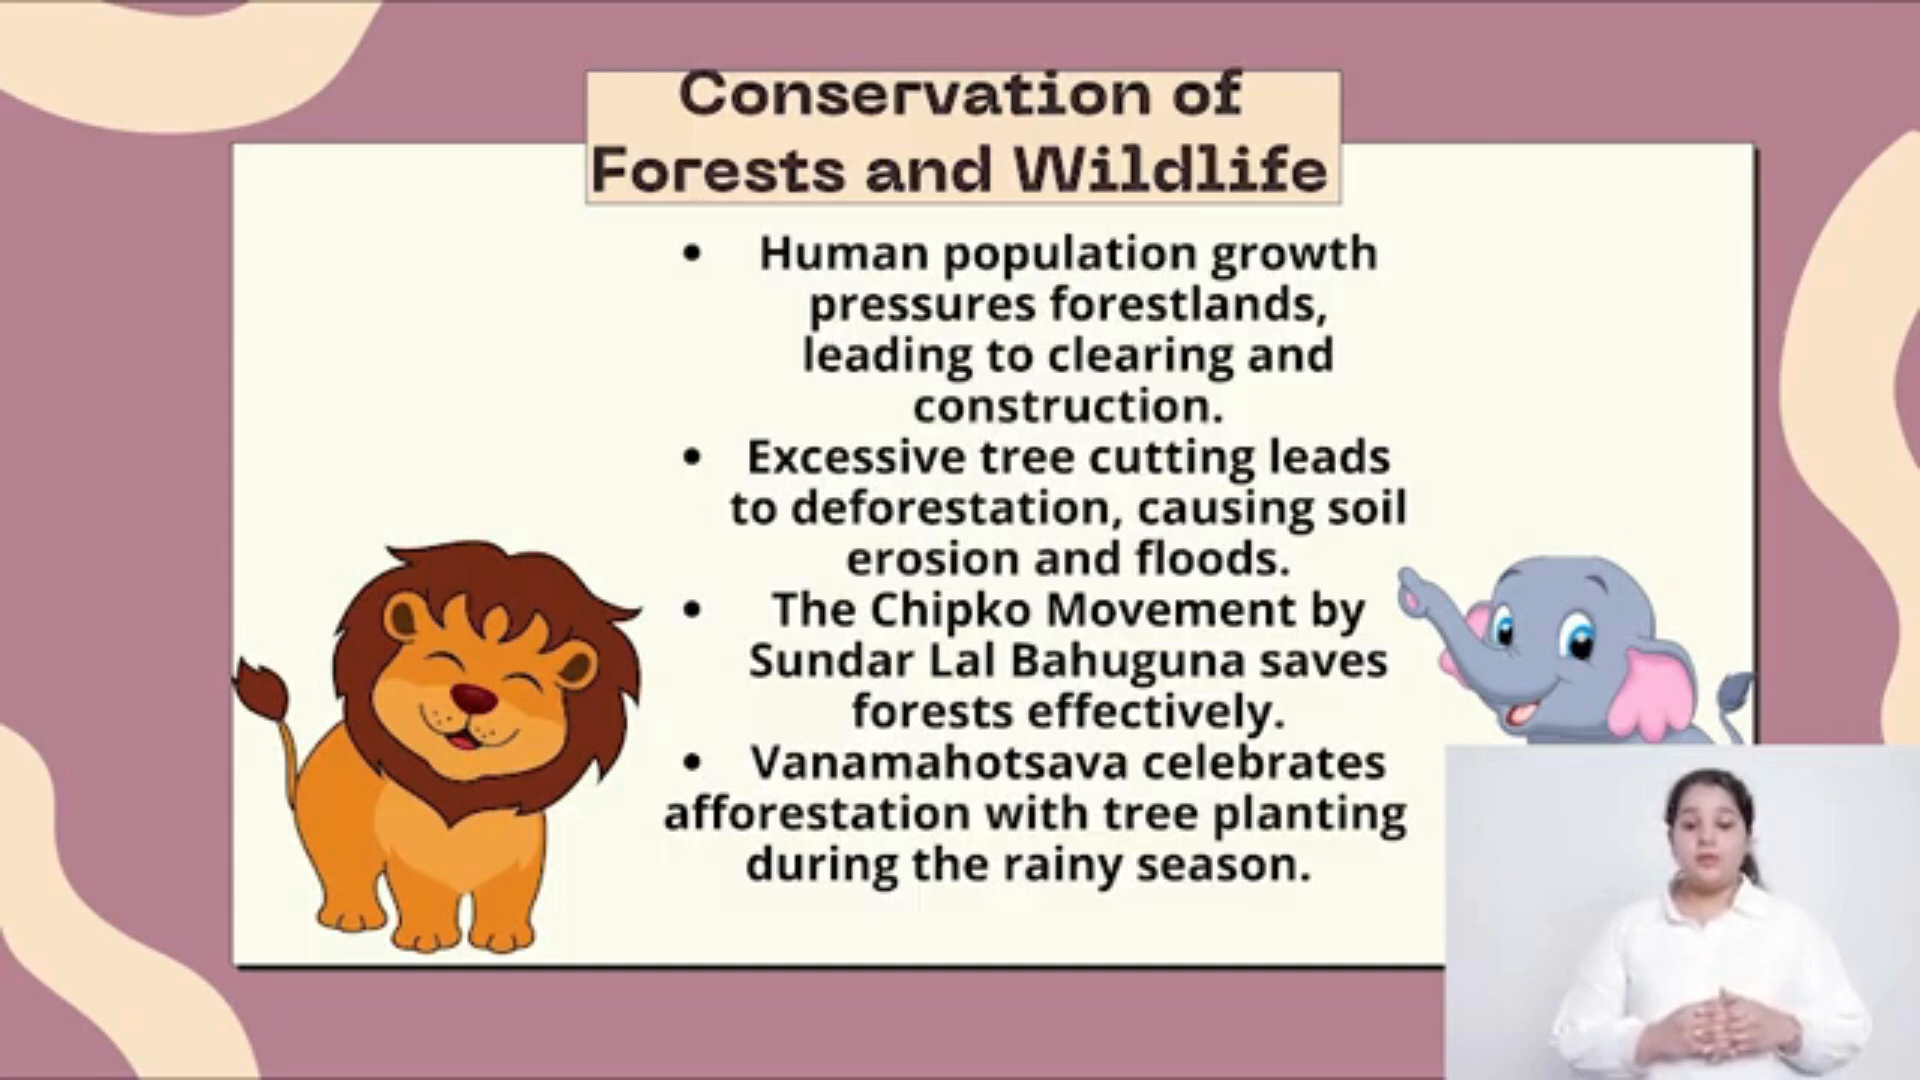 Conservation of
Forests and Wildlife
• Human population growth
pressures forestlands,
leading to clearing and
construction.
• Excessive tree cutting leads
to deforestation, causing soil
erosion and floods.
• The Chipko Movement by
Sundar Lal Bahuguna saves
forests effectively.
• Vanamahotsava celebrates
afforestation with tree planting
during the rainy season.